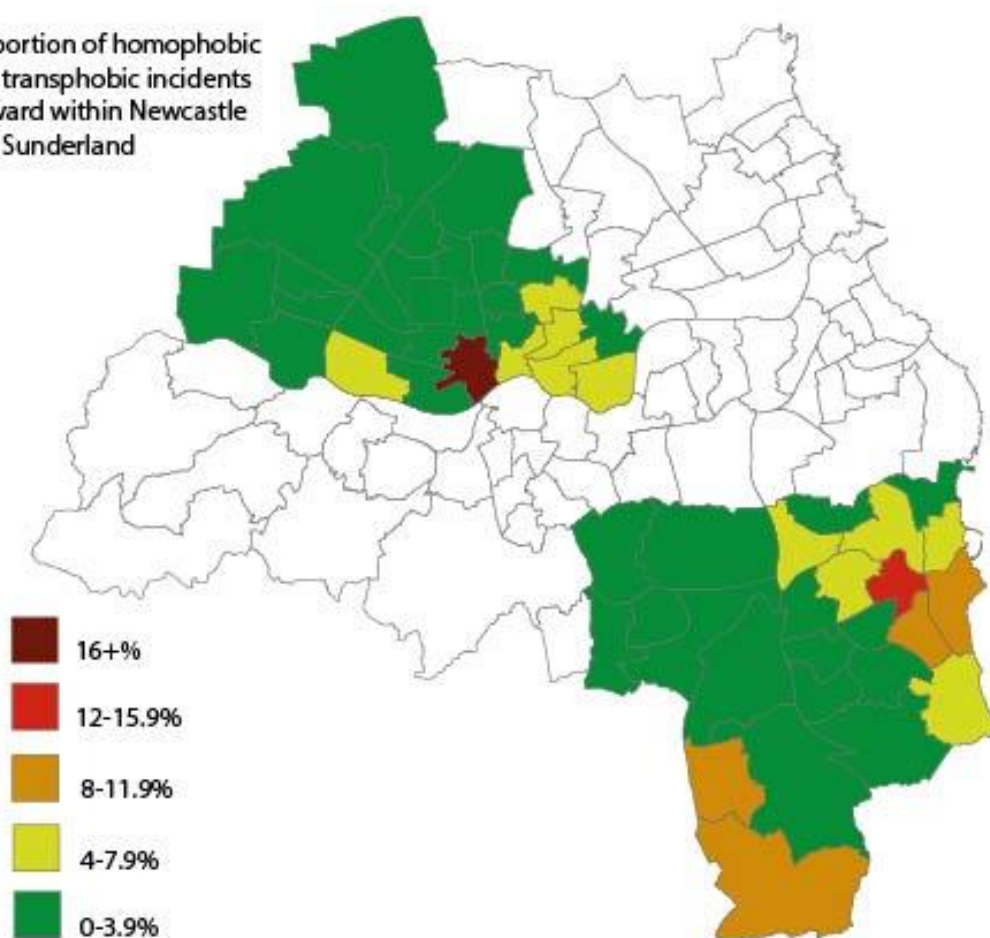 portion of homophobic
transphobic incidents
ward within Newcastle
Sunderland
16+%
12-15.9%
8-11.9%
4-7.9%
0-3.9%